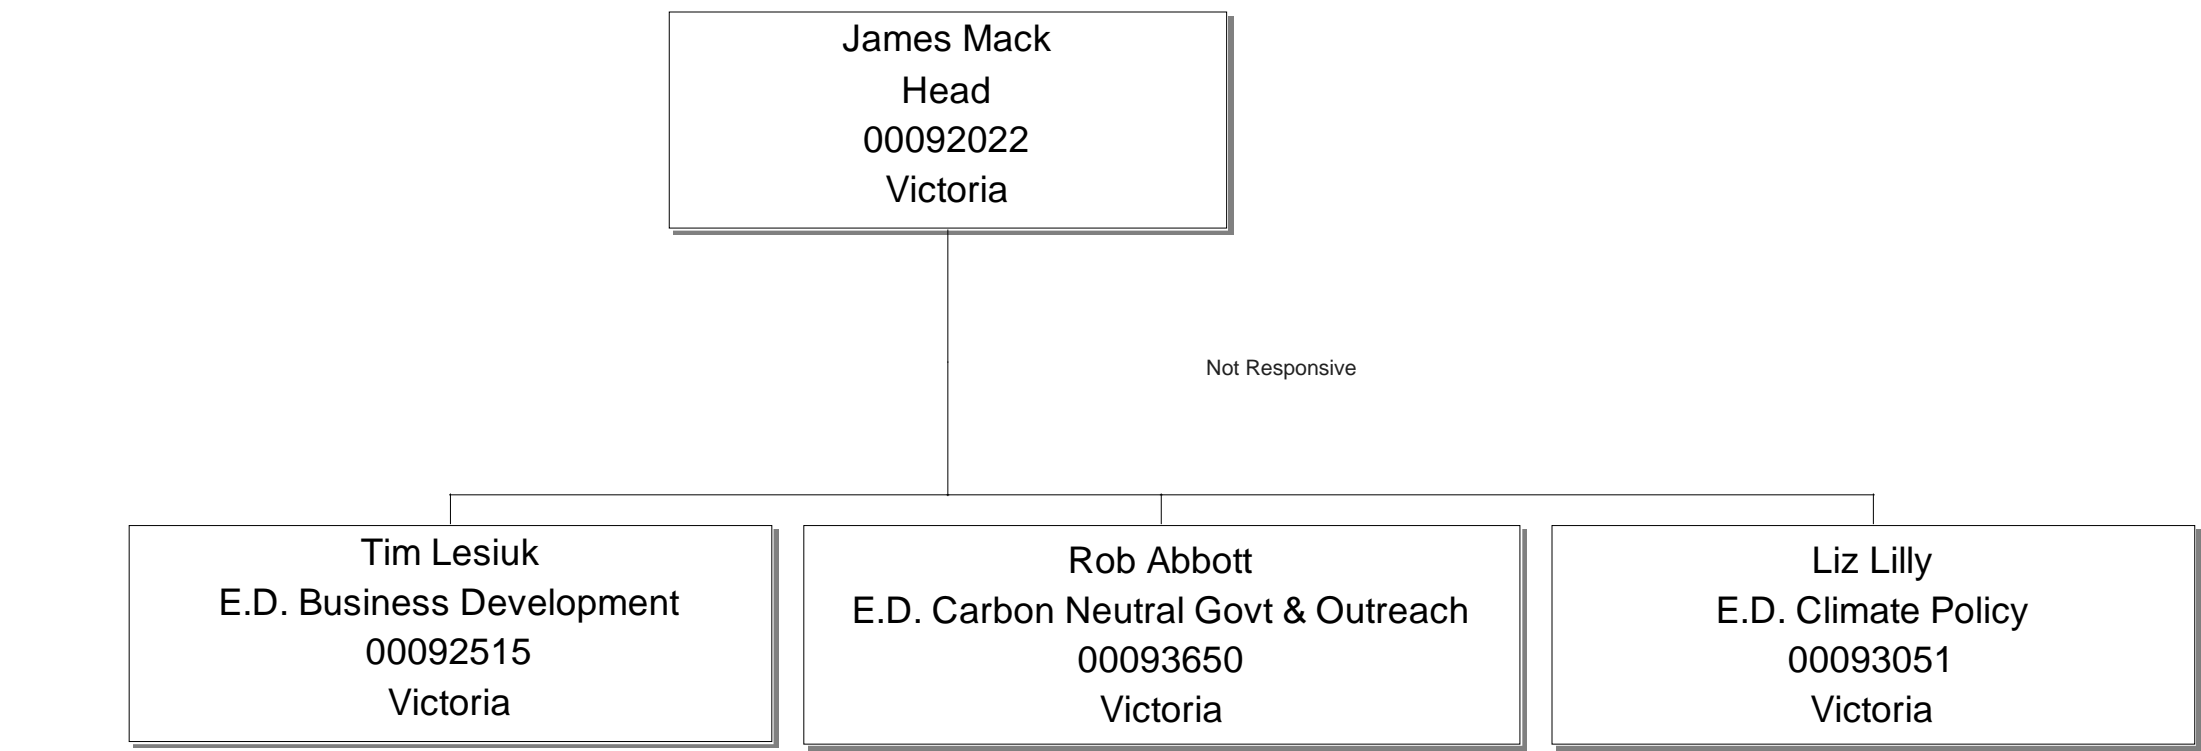 James Mack
Head
00092022
Victoria
Not Responsive
Tim Lesiuk
E.D. Business Development
00092515
Victoria
Rob Abbott
E.D. Carbon Neutral Govt & Outreach
00093650
Victoria
Liz Lilly
E.D. Climate Policy
00093051
Victoria